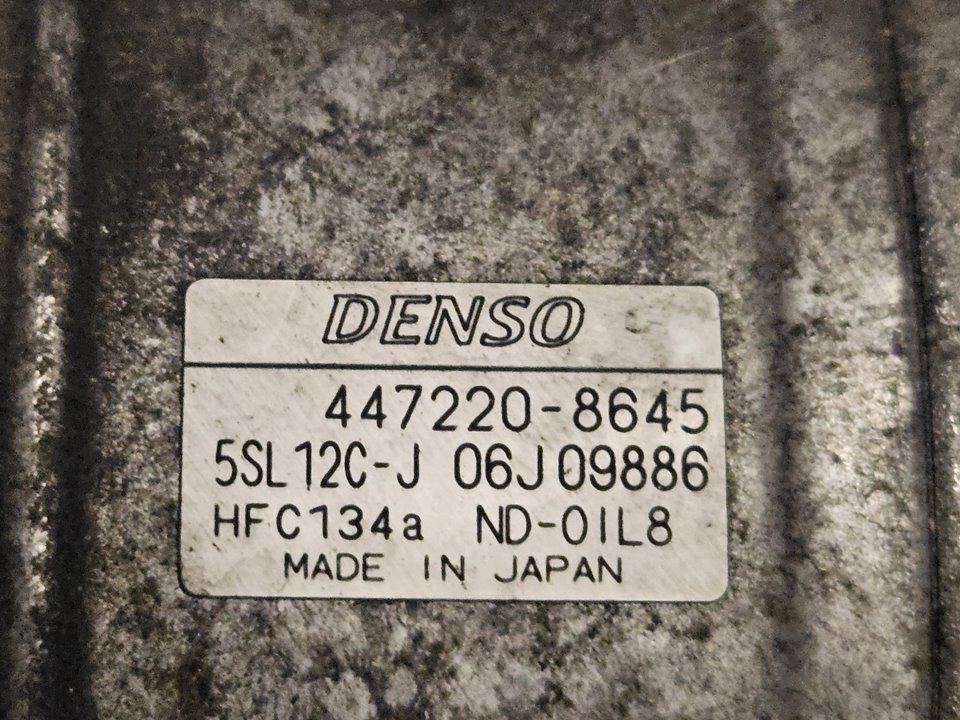 DENSO
447220-8645
5SL12C-J 06J09886
HFC134a ND-OIL8
MADE IN JAPAN